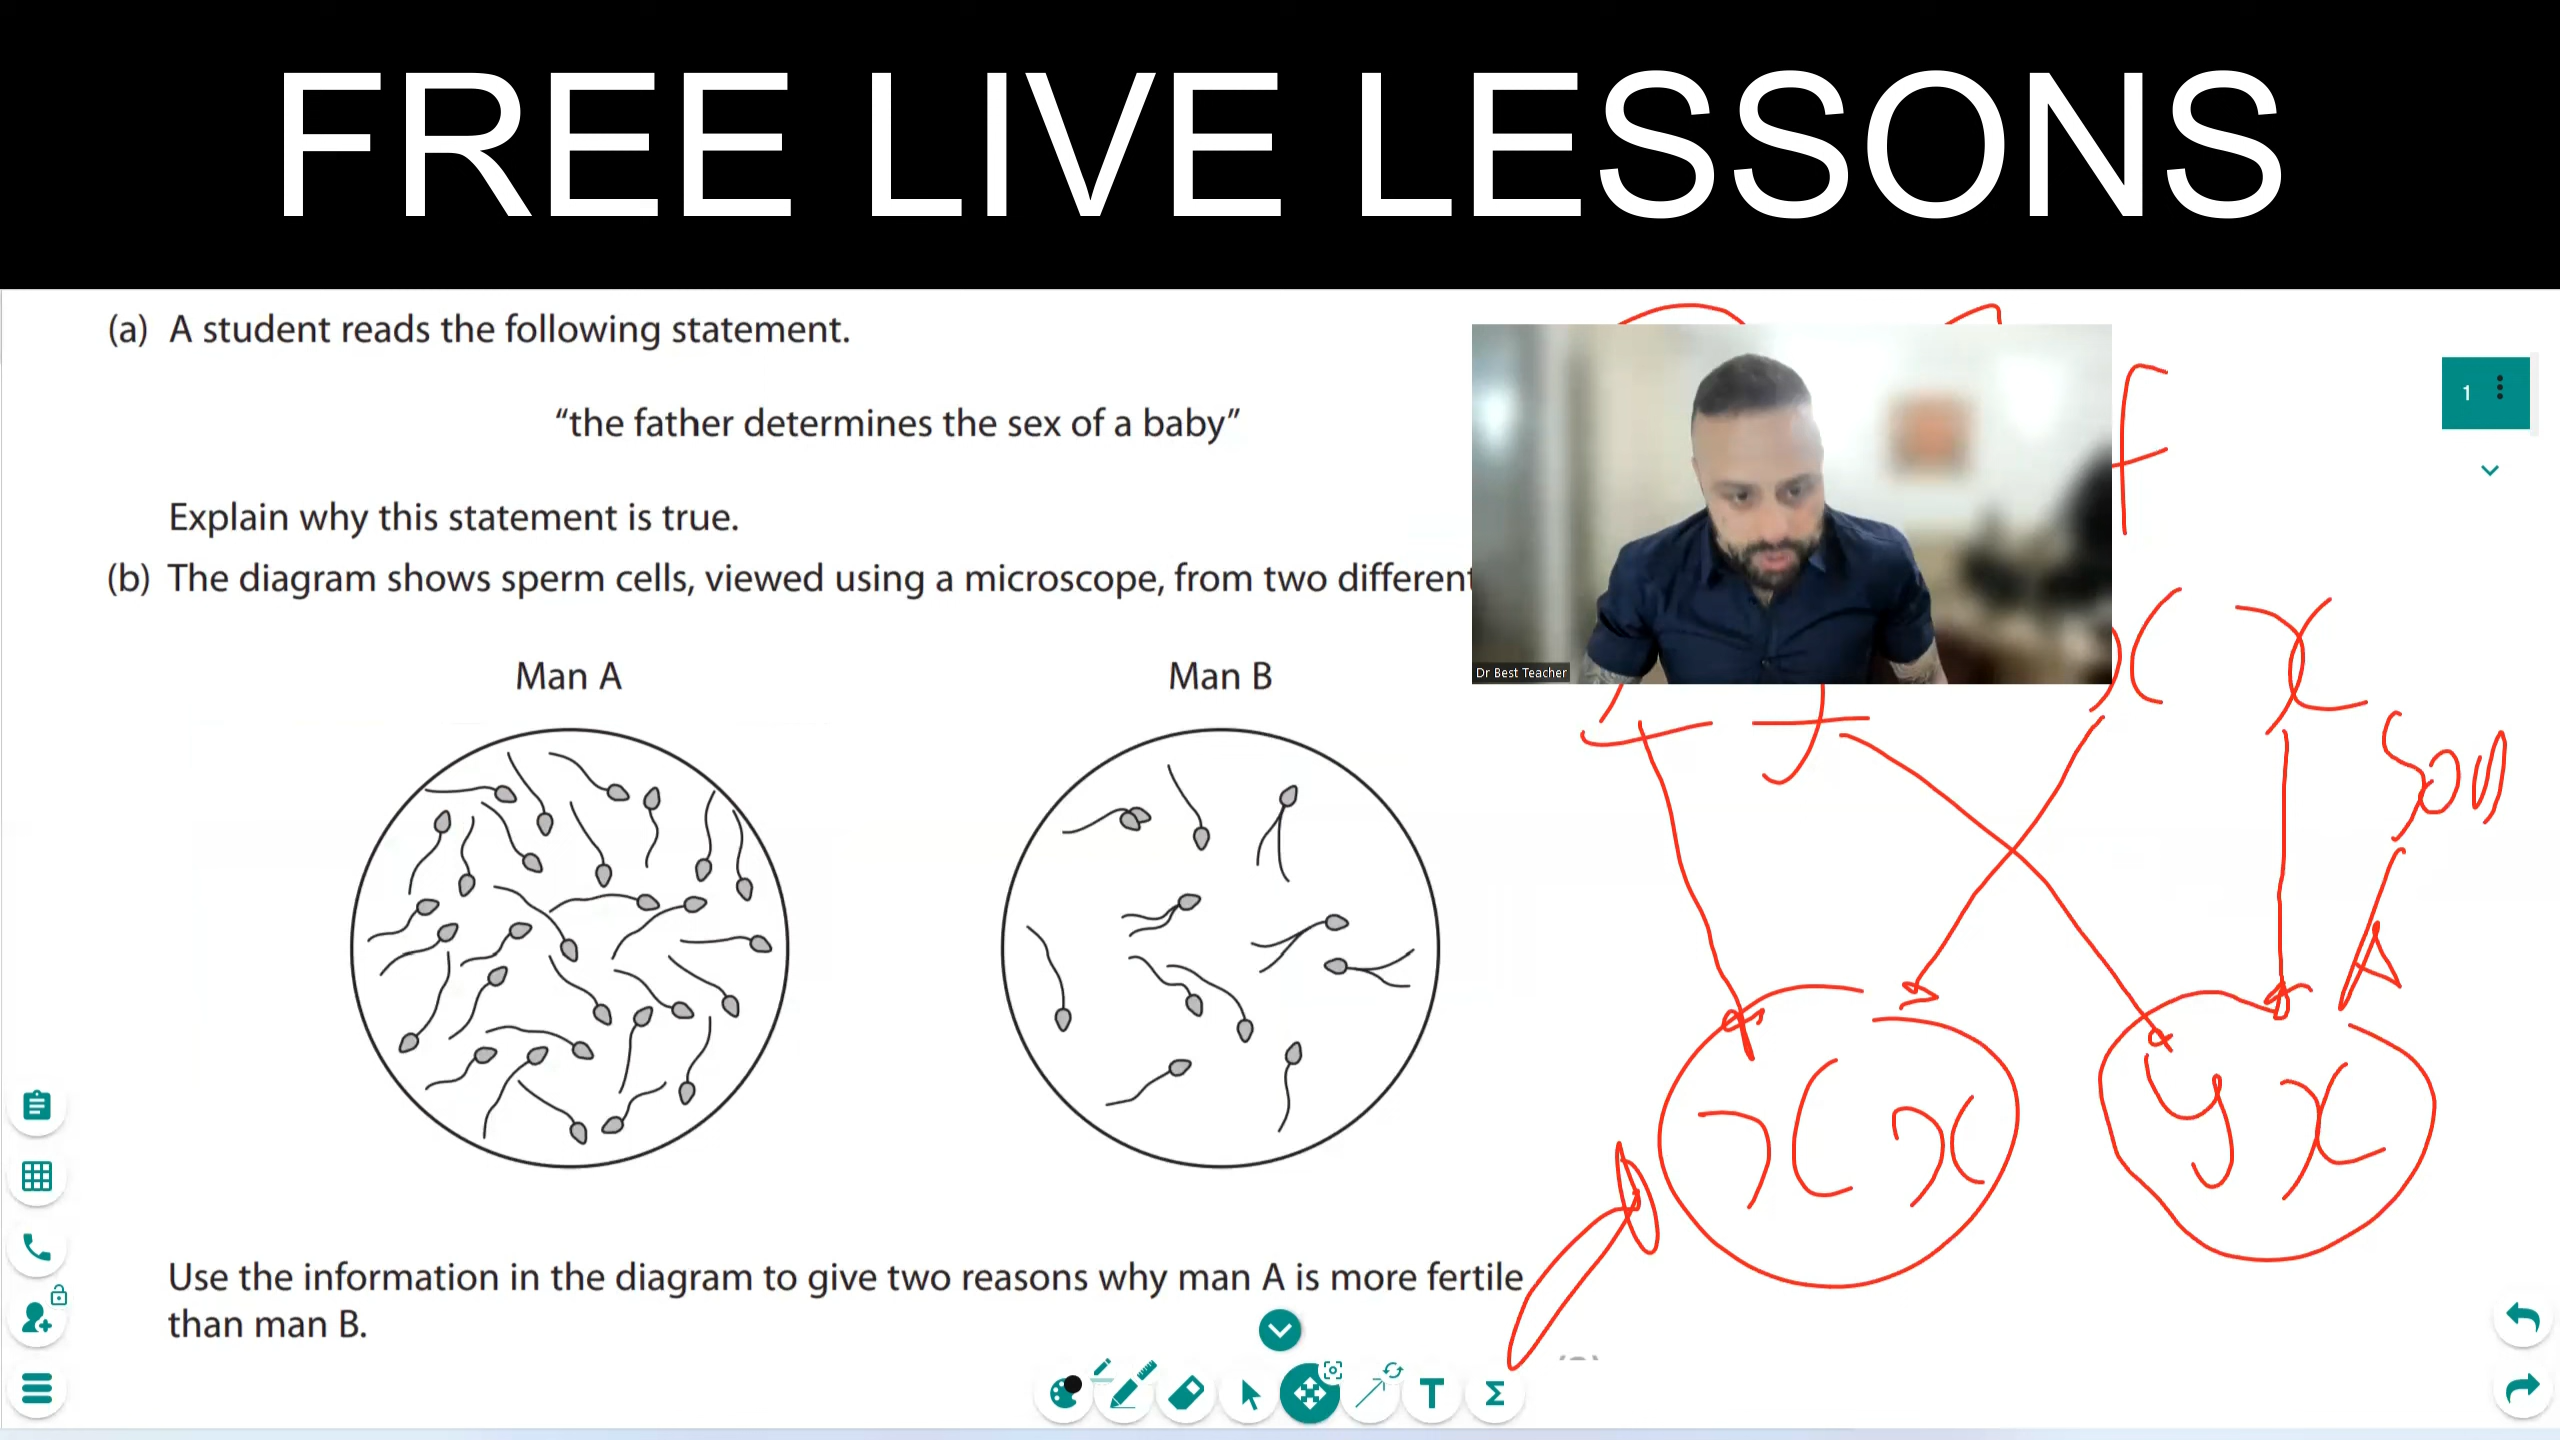 FREE LIVE LESSONS
(a) A student reads the following statement.
“the father determines the sex of a baby”
Explain why this statement is true.
(b) The diagram shows sperm cells, viewed using a microscope, from two different
Man A
Man B
Dr Best Teacher
1
F
x x
y
Son
x x
y x
Use the information in the diagram to give two reasons why man A is more fertile
than man B.
T
Σ